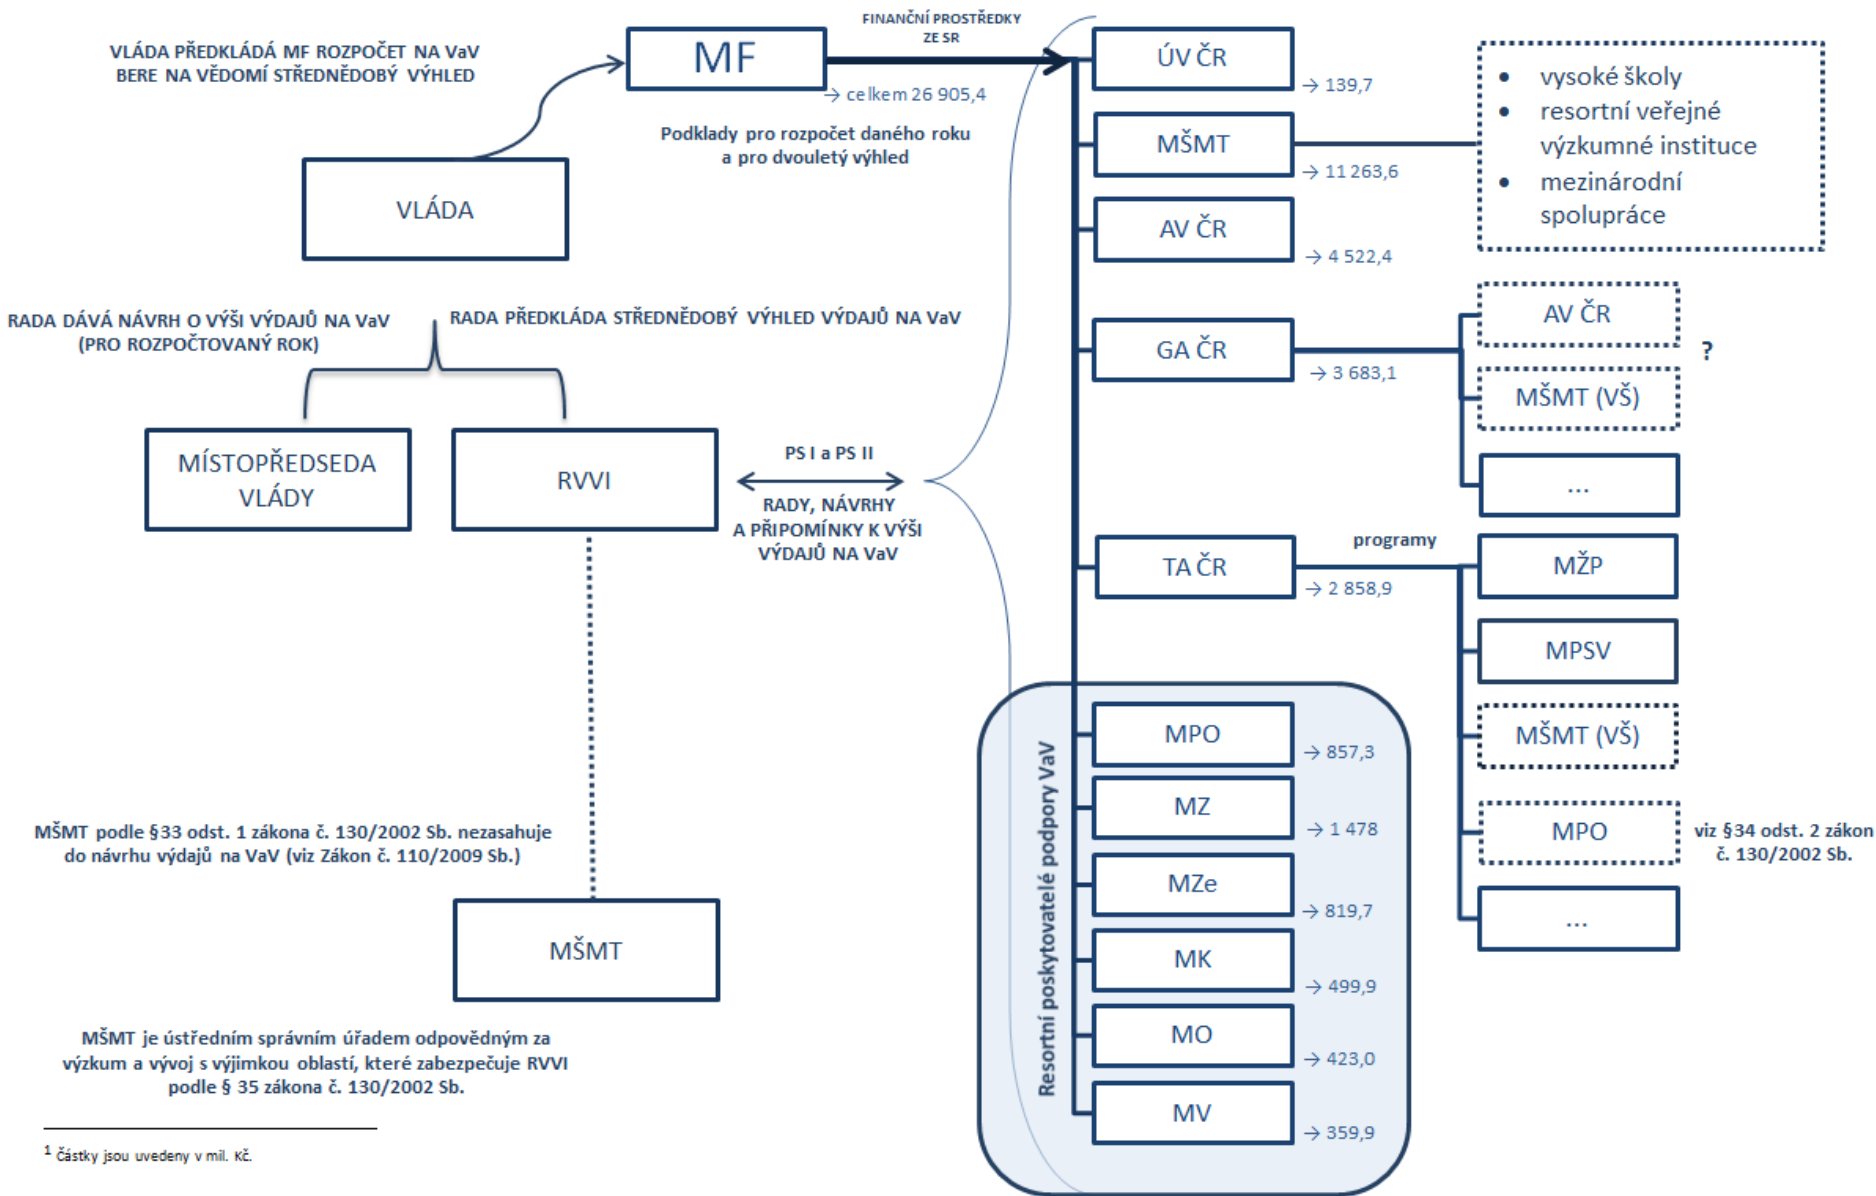 FINANČNÍ PROSTŘEDKY
ZE SR
VLÁDA PŘEDKLÁDÁ MF ROZPOČET NA VaV
BERE NA VĚDOMÍ STŘEDNĚDOBÝ VÝHLED
MF
→ celkem 26 905,4
Podklady pro rozpočet daného roku
a pro dvouletý výhled
VLÁDA
RADA DÁVÁ NÁVRH O VÝŠI VÝDAJŮ NA VaV
(PRO ROZPOČTOVANÝ ROK)
RADA PŘEDKLÁDA STŘEDNĚDOBÝ VÝHLED VÝDAJŮ NA VaV
MÍSTOPŘEDSEDA
VLÁDY
RVVI
PS I a PS II
RADY, NÁVRHY
A PŘIPOMÍNKY K VÝŠI
VÝDAJŮ NA VaV
MŠMT podle §33 odst. 1 zákona č. 130/2002 Sb. nezasahuje
do návrhu výdajů na VaV (viz Zákon č. 110/2009 Sb.)
MŠMT
MŠMT je ústředním správním úřadem odpovědným za
výzkum a vývoj s výjimkou oblastí, které zabezpečuje RVVI
podle § 35 zákona č. 130/2002 Sb.
ÚV ČR
→ 139,7
MŠMT
→ 11 263,6
• vysoké školy
• resortní veřejné
výzkumné instituce
• mezinárodní
spolupráce
AV ČR
→ 4 522,4
GA ČR
→ 3 683,1
AV ČR
?
MŠMT (VŠ)
...
TA ČR
→ 2 858,9
programy
MŽP
MPSV
MŠMT (VŠ)
MPO
viz §34 odst. 2 zákon
č. 130/2002 Sb.
...
Resortní poskytovatelé podpory VaV
MPO
→ 857,3
MZ
→ 1 478
MZe
→ 819,7
MK
→ 499,9
MO
→ 423,0
MV
→ 359,9
1 Částky jsou uvedeny v mil. Kč.